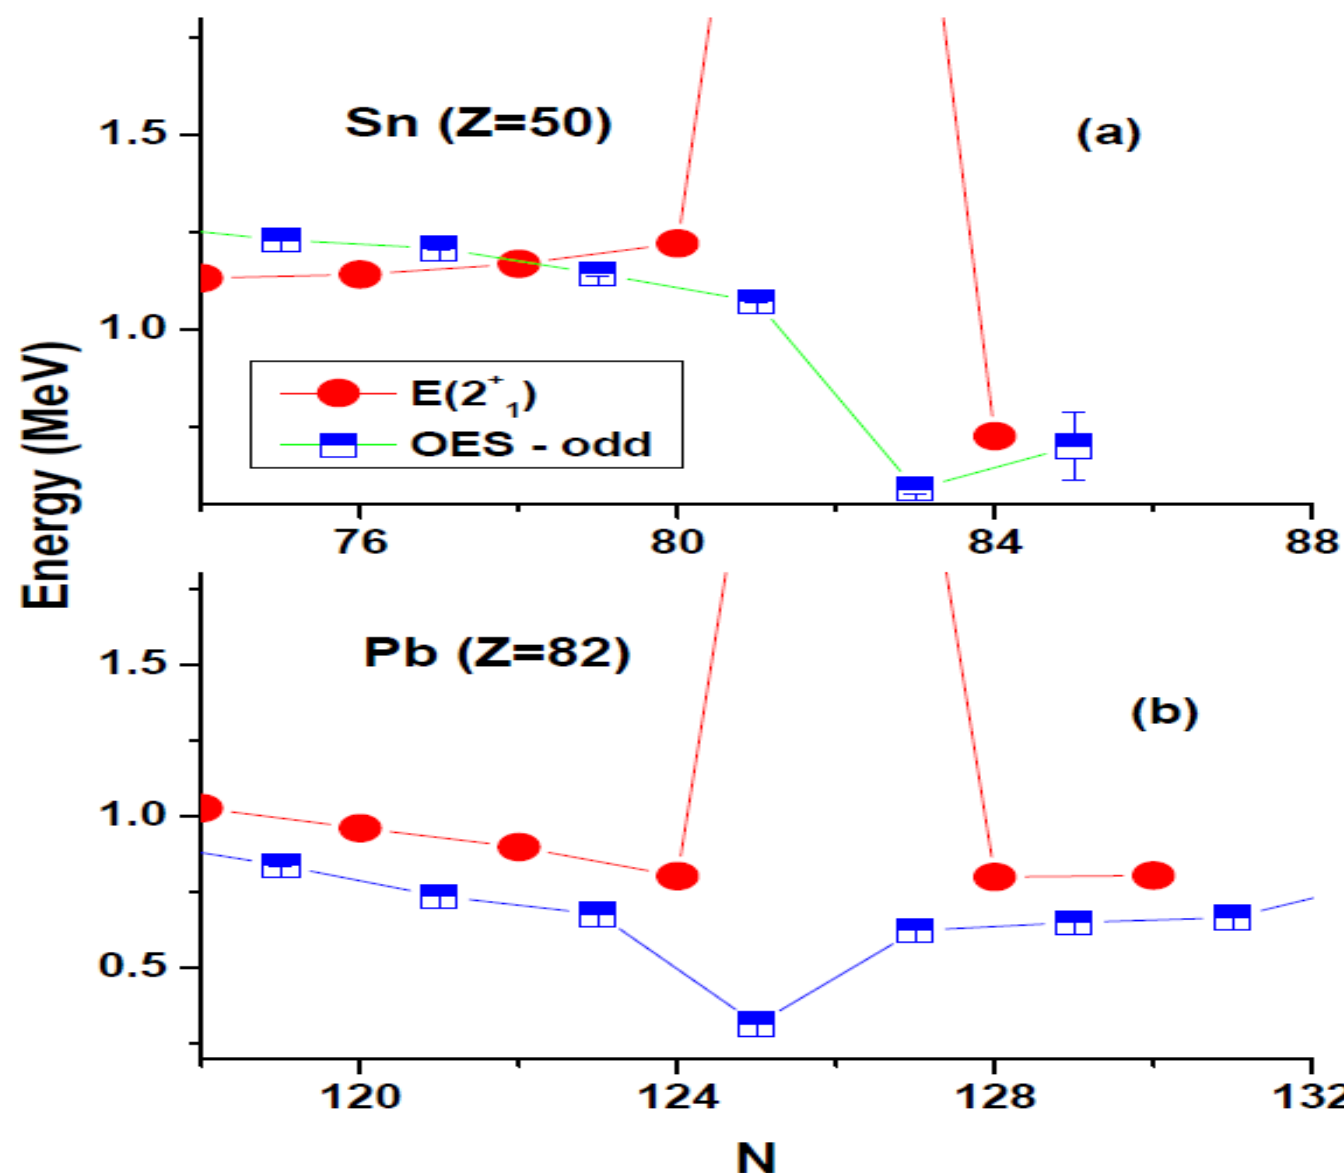 Sn (Z=50)
(a)
1.5
1.0
E(2⁺₁)
OES - odd
76 80 84 88
Energy (MeV)
Pb (Z=82)
(b)
1.5
1.0
0.5
120 124 128 132
N